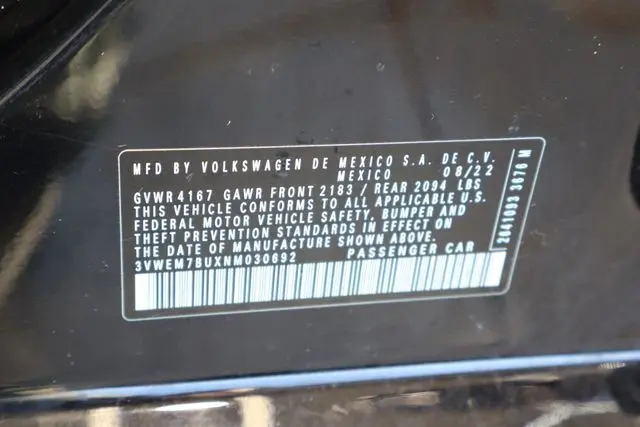 MFD BY VOLKSWAGEN DE MEXICO S.A. DE C.V.
MEXICO 08/22
GVWR 4167 GAWR FRONT 2183 / REAR 2094 LBS
THIS VEHICLE CONFORMS TO ALL APPLICABLE U.S.
FEDERAL MOTOR VEHICLE SAFETY, BUMPER AND
THEFT PREVENTION STANDARDS IN EFFECT ON
THE DATE OF MANUFACTURE SHOWN ABOVE.
3VWEM7BUXNM030692 PASSENGER CAR
3076 M